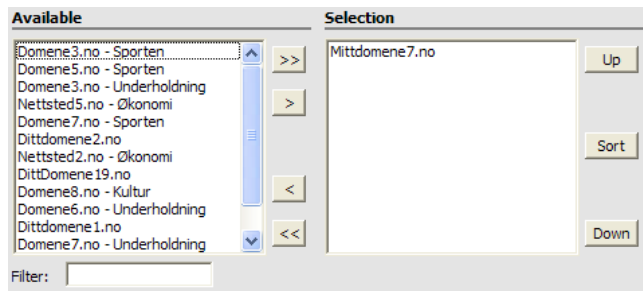 Available
Domene3.no - Sporten
Domene5.no - Sporten
Domene3.no - Underholdning
Nettsted5.no - Økonomi
Domene7.no - Sporten
Dittdomene2.no
Nettsted2.no - Økonomi
DittDomene19.no
Domene8.no - Kultur
Domene6.no - Underholdning
Dittdomene1.no
Domene7.no - Underholdning
Filter:
>>
>
<
<<
Selection
Mittdomene7.no
Up
Sort
Down